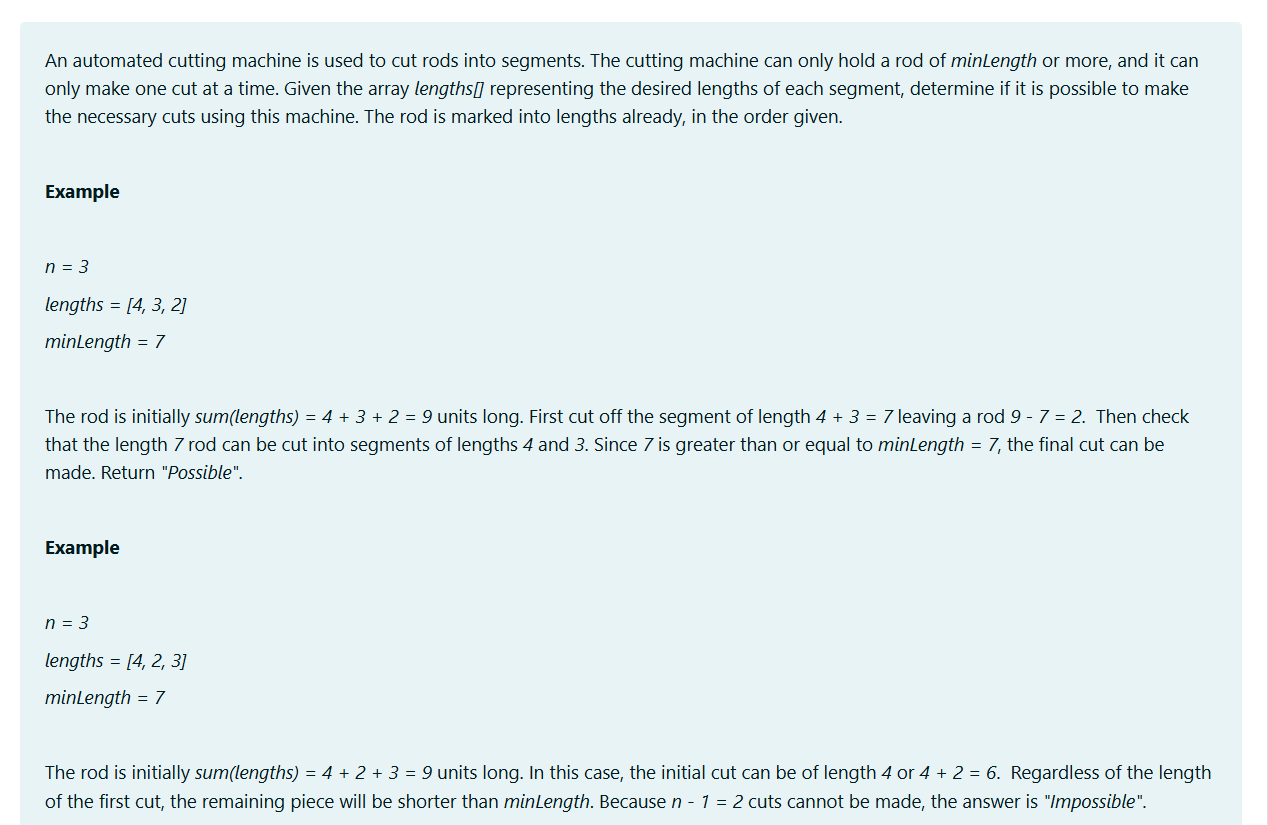 An automated cutting machine is used to cut rods into segments. The cutting machine can only hold a rod of minLength or more, and it can
only make one cut at a time. Given the array lengths[] representing the desired lengths of each segment, determine if it is possible to make
the necessary cuts using this machine. The rod is marked into lengths already, in the order given.
Example
n = 3
lengths = [4, 3, 2]
minLength = 7
The rod is initially sum(lengths) = 4 + 3 + 2 = 9 units long. First cut off the segment of length 4 + 3 = 7 leaving a rod 9 - 7 = 2. Then check
that the length 7 rod can be cut into segments of lengths 4 and 3. Since 7 is greater than or equal to minLength = 7, the final cut can be
made. Return "Possible".
Example
n = 3
lengths = [4, 2, 3]
minLength = 7
The rod is initially sum(lengths) = 4 + 2 + 3 = 9 units long. In this case, the initial cut can be of length 4 or 4 + 2 = 6. Regardless of the length
of the first cut, the remaining piece will be shorter than minLength. Because n - 1 = 2 cuts cannot be made, the answer is "Impossible".